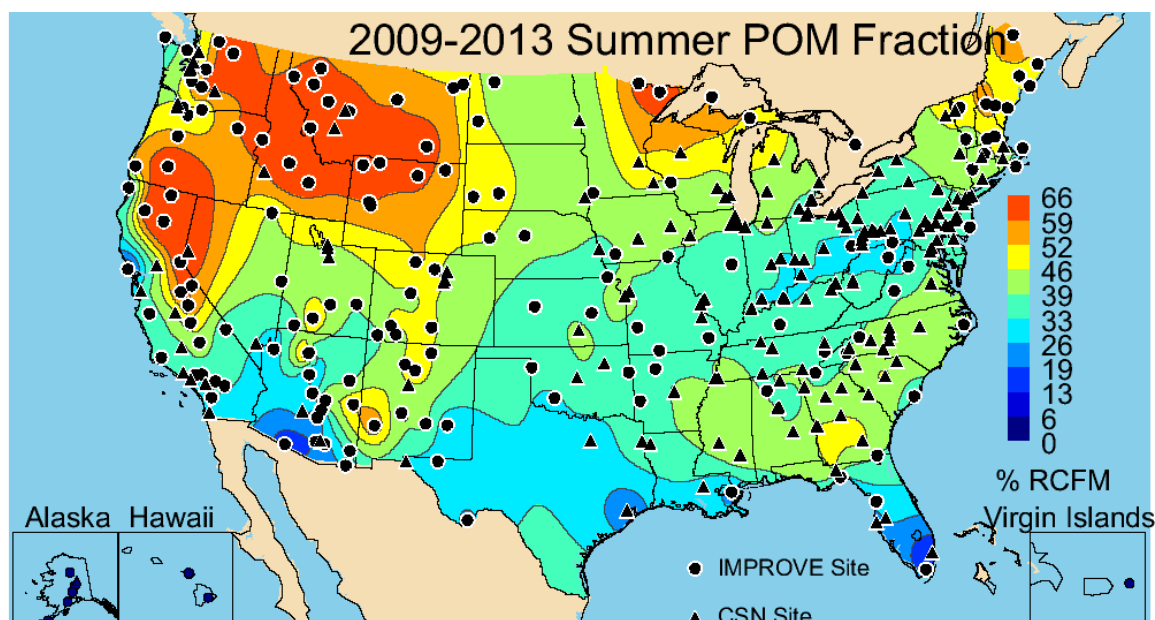 2009-2013 Summer POM Fraction
66
59
52
46
39
33
26
19
13
6
0
% RCFM
Alaska
Hawaii
Virgin Islands
IMPROVE Site
CSN Site